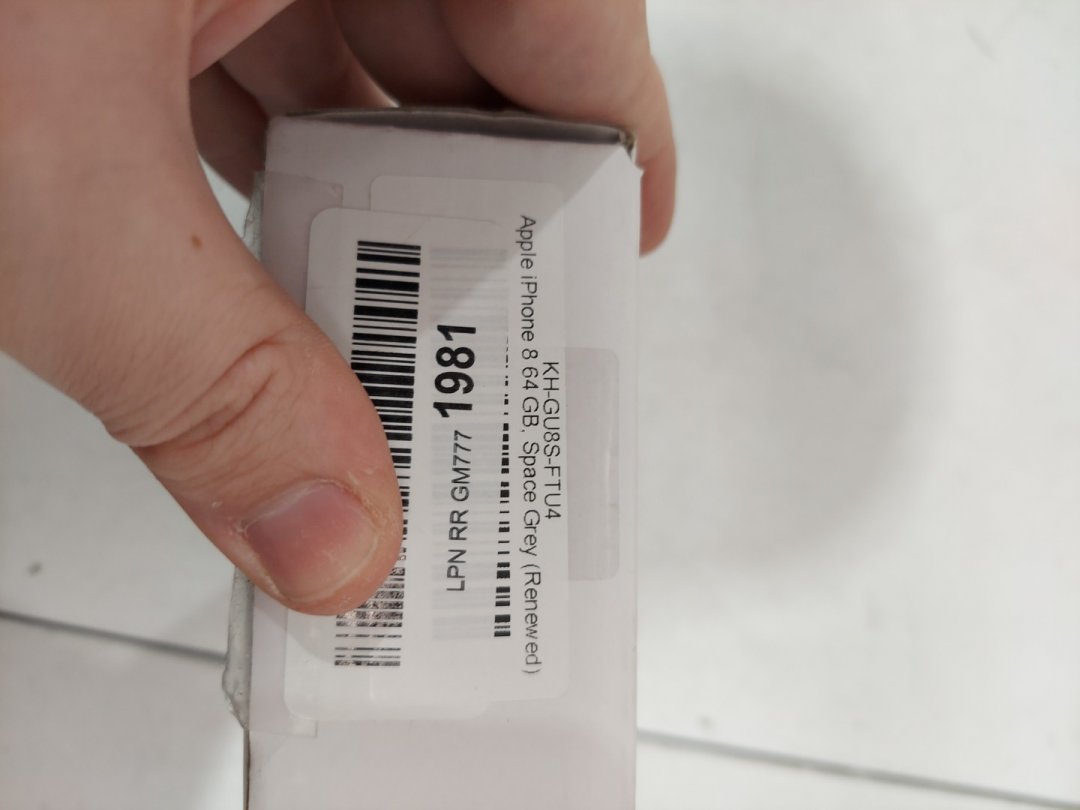 KH-GU8S-FTU4
Apple iPhone 8 64 GB, Space Grey (Renewed)
LPN RR GM777 1981